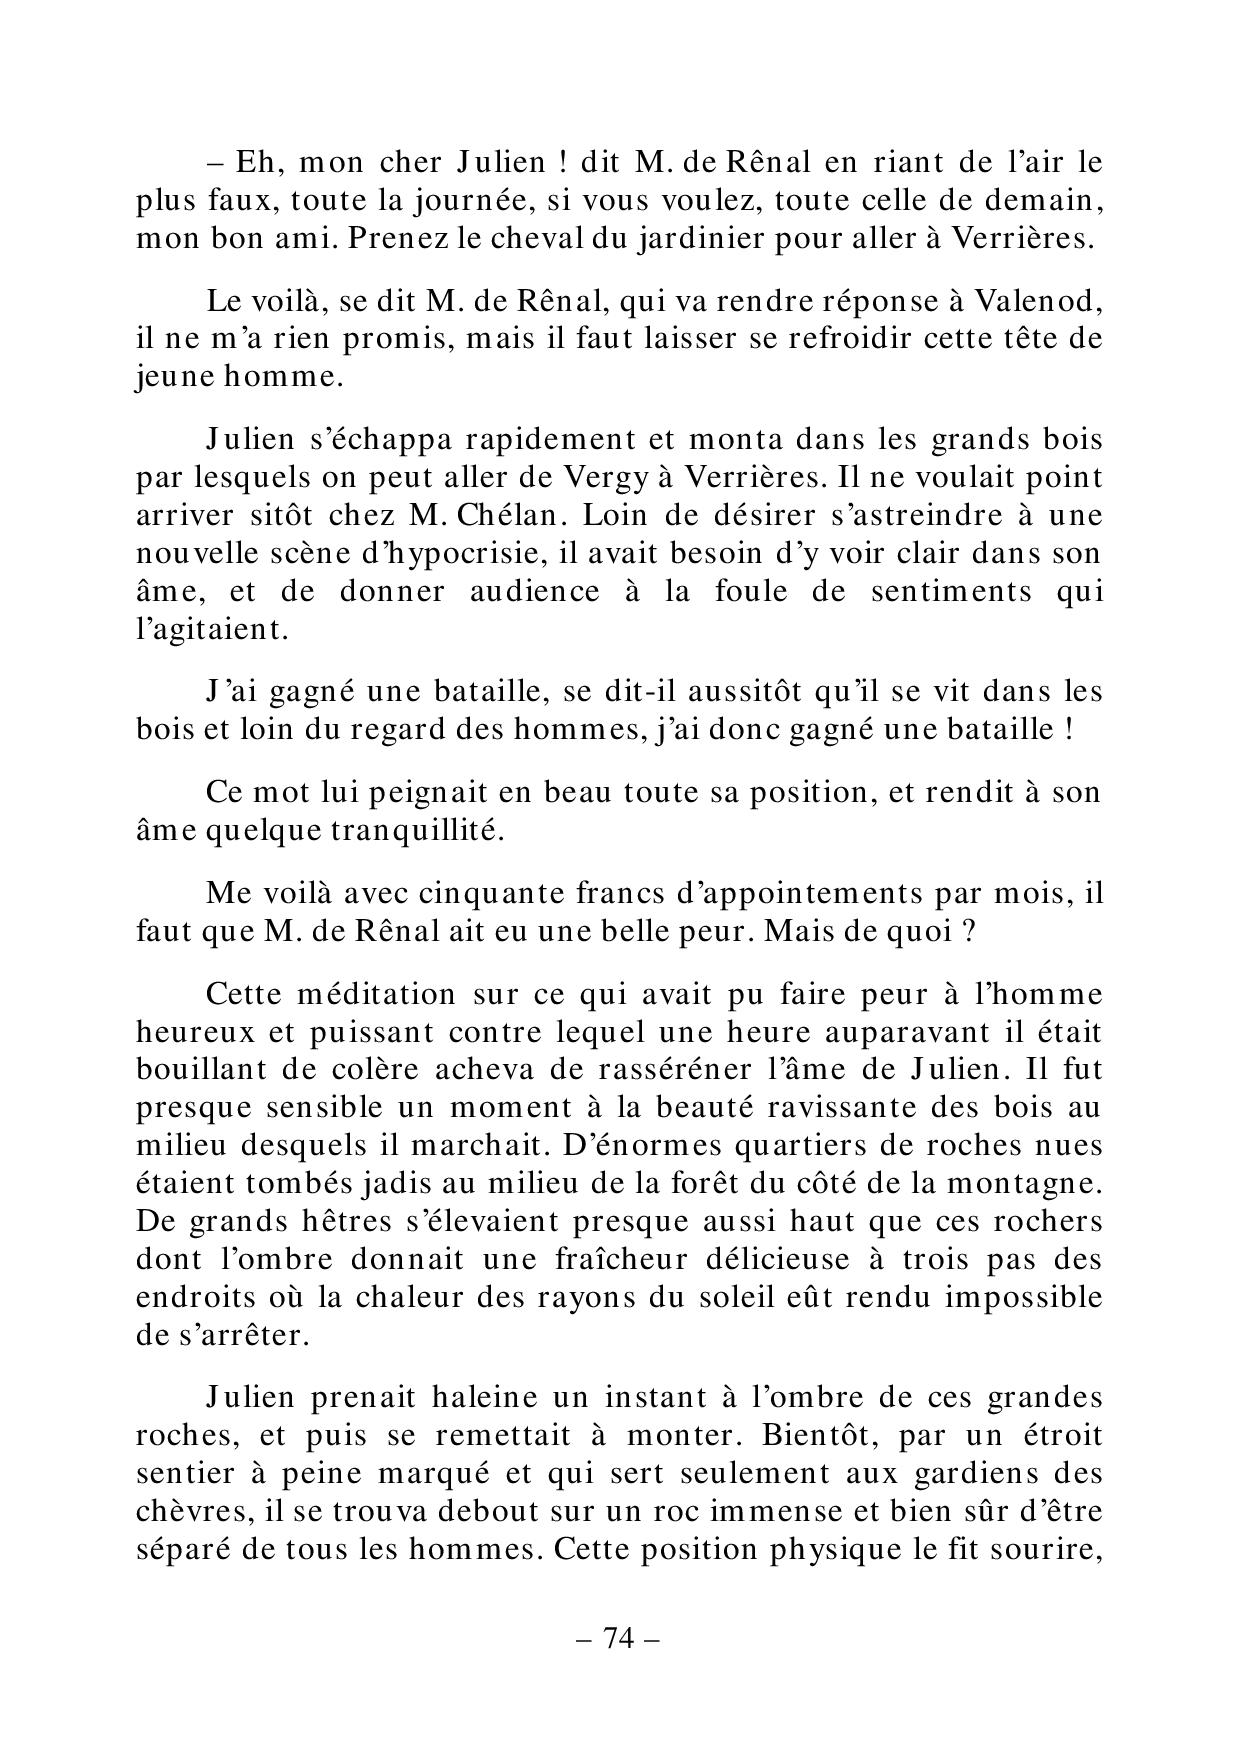 – Eh, mon cher Julien ! dit M. de Rênal en riant de l’air le
plus faux, toute la journée, si vous voulez, toute celle de demain,
mon bon ami. Prenez le cheval du jardinier pour aller à Verrières.
Le voilà, se dit M. de Rênal, qui va rendre réponse à Valenod,
il ne m’a rien promis, mais il faut laisser se refroidir cette tête de
jeune homme.
Julien s’échappa rapidement et monta dans les grands bois
par lesquels on peut aller de Vergy à Verrières. Il ne voulait point
arriver sitôt chez M. Chélan. Loin de désirer s’astreindre à une
nouvelle scène d’hypocrisie, il avait besoin d’y voir clair dans son
âme, et de donner audience à la foule de sentiments qui
l’agitaient.
J’ai gagné une bataille, se dit-il aussitôt qu’il se vit dans les
bois et loin du regard des hommes, j’ai donc gagné une bataille !
Ce mot lui peignait en beau toute sa position, et rendit à son
âme quelque tranquillité.
Me voilà avec cinquante francs d’appointements par mois, il
faut que M. de Rênal ait eu une belle peur. Mais de quoi ?
Cette méditation sur ce qui avait pu faire peur à l’homme
heureux et puissant contre lequel une heure auparavant il était
bouillant de colère acheva de rasséréner l’âme de Julien. Il fut
presque sensible un moment à la beauté ravissante des bois au
milieu desquels il marchait. D’énormes quartiers de roches nues
étaient tombés jadis au milieu de la forêt du côté de la montagne.
De grands hêtres s’élevaient presque aussi haut que ces rochers
dont l’ombre donnait une fraîcheur délicieuse à trois pas des
endroits où la chaleur des rayons du soleil eût rendu impossible
de s’arrêter.
Julien prenait haleine un instant à l’ombre de ces grandes
roches, et puis se remettait à monter. Bientôt, par un étroit
sentier à peine marqué et qui sert seulement aux gardiens des
chèvres, il se trouva debout sur un roc immense et bien sûr d’être
séparé de tous les hommes. Cette position physique le fit sourire,
– 74 –